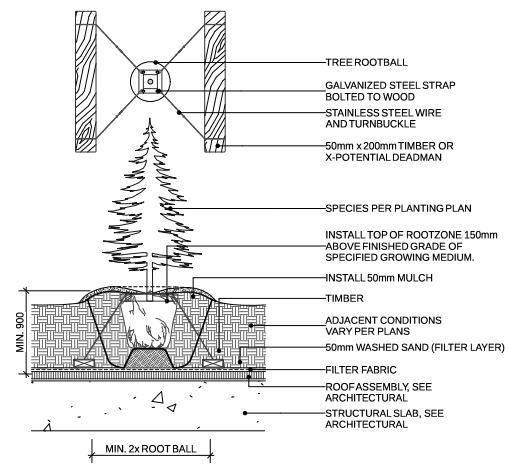 TREE ROOTBALL
GALVANIZED STEEL STRAP
BOLTED TO WOOD
STAINLESS STEEL WIRE
AND TURNBUCKLE
50mm x 200mm TIMBER OR
X-POTENTIAL DEADMAN
SPECIES PER PLANTING PLAN
INSTALL TOP OF ROOTZONE 150mm
ABOVE FINISHED GRADE OF
SPECIFIED GROWING MEDIUM.
INSTALL 50mm MULCH
TIMBER
ADJACENT CONDITIONS
VARY PER PLANS
50mm WASHED SAND (FILTER LAYER)
FILTER FABRIC
ROOF ASSEMBLY, SEE
ARCHITECTURAL
STRUCTURAL SLAB, SEE
ARCHITECTURAL
MIN. 900
MIN. 2x ROOT BALL